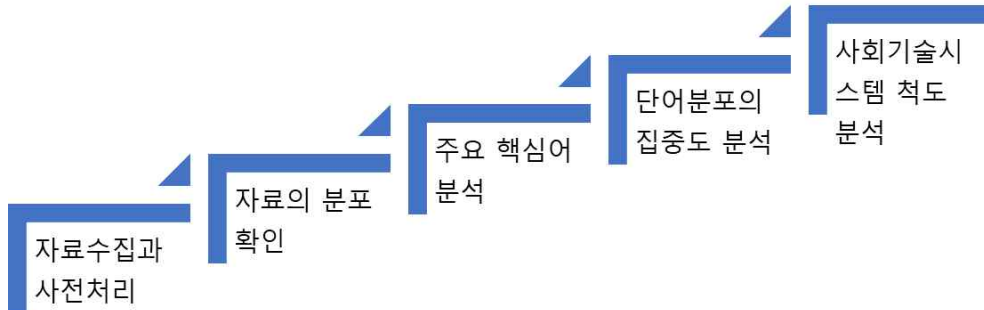 자료수집과
사전처리
자료의 분포
확인
주요 핵심어
분석
단어분포의
집중도 분석
사회기술시
스템 척도
분석